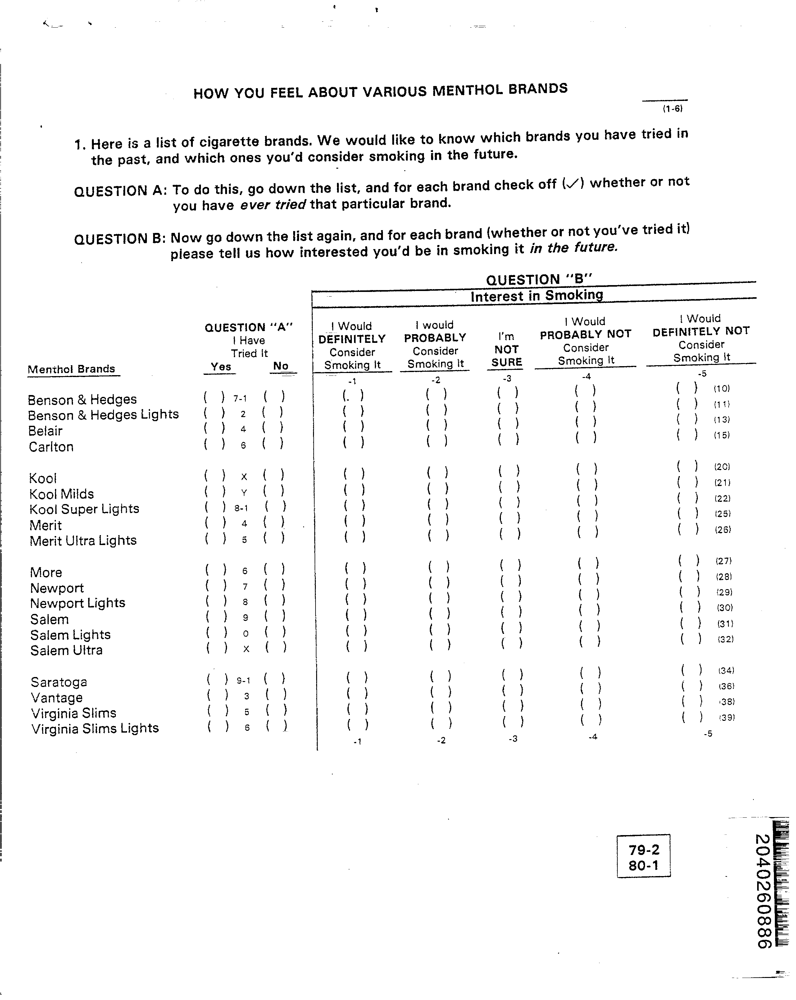 HOW YOU FEEL ABOUT VARIOUS MENTHOL BRANDS
(1-6)
1. Here is a list of cigarette brands. We would like to know which brands you have tried in
the past, and which ones you'd consider smoking in the future.
QUESTION A: To do this, go down the list, and for each brand check off (✓) whether or not
you have ever tried that particular brand.
QUESTION B: Now go down the list again, and for each brand (whether or not you've tried it)
please tell us how interested you'd be in smoking it in the future.
QUESTION "B"
Interest in Smoking
QUESTION "A"
I Have
Tried It
Menthol Brands Yes No
I Would
DEFINITELY
Consider
Smoking It
I would
PROBABLY
Consider
Smoking It
I'm
NOT
SURE
I Would
PROBABLY NOT
Consider
Smoking It
I Would
DEFINITELY NOT
Consider
Smoking It
-1 -2 -3 -4 -5
Benson & Hedges ( ) 7-1 ( ) (. ) ( ) ( ) ( ) ( ) (10)
Benson & Hedges Lights ( ) 2 ( ) ( ) ( ) ( ) ( ) ( ) (11)
Belair ( ) 4 ( ) ( ) ( ) ( ) ( ) ( ) (13)
Carlton ( ) 6 ( ) ( ) ( ) ( ) ( ) ( ) (15)
Kool ( ) X ( ) ( ) ( ) ( ) ( ) ( ) (20)
Kool Milds ( ) Y ( ) ( ) ( ) ( ) ( ) ( ) (21)
Kool Super Lights ( ) 8-1 ( ) ( ) ( ) ( ) ( ) ( ) (22)
Merit ( ) 4 ( ) ( ) ( ) ( ) ( ) ( ) (25)
Merit Ultra Lights ( ) 5 ( ) ( ) ( ) ( ) ( ) ( ) (26)
More ( ) 6 ( ) ( ) ( ) ( ) ( ) ( ) (27)
Newport ( ) 7 ( ) ( ) ( ) ( ) ( ) ( ) (28)
Newport Lights ( ) 8 ( ) ( ) ( ) ( ) ( ) ( ) (29)
Salem ( ) 9 ( ) ( ) ( ) ( ) ( ) ( ) (30)
Salem Lights ( ) 0 ( ) ( ) ( ) ( ) ( ) ( ) (31)
Salem Ultra ( ) X ( ) ( ) ( ) ( ) ( ) ( ) (32)
Saratoga ( ) 9-1 ( ) ( ) ( ) ( ) ( ) ( ) (34)
Vantage ( ) 3 ( ) ( ) ( ) ( ) ( ) ( ) (36)
Virginia Slims ( ) 5 ( ) ( ) ( ) ( ) ( ) ( ) (38)
Virginia Slims Lights ( ) 6 ( ) ( ) ( ) ( ) ( ) ( ) (39)
-1 -2 -3 -4 -5
79-2
80-1
2040260886